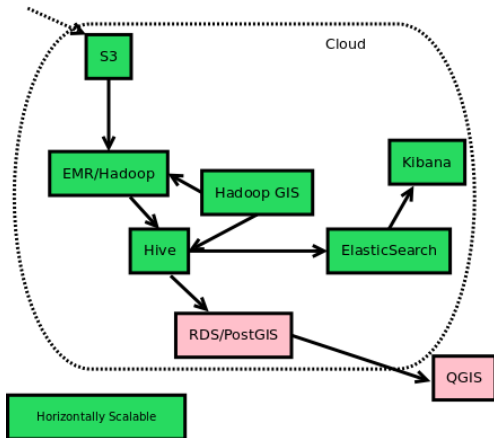 Cloud
S3
EMR/Hadoop
Hadoop GIS
Kibana
Hive
ElasticSearch
RDS/PostGIS
QGIS
Horizontally Scalable